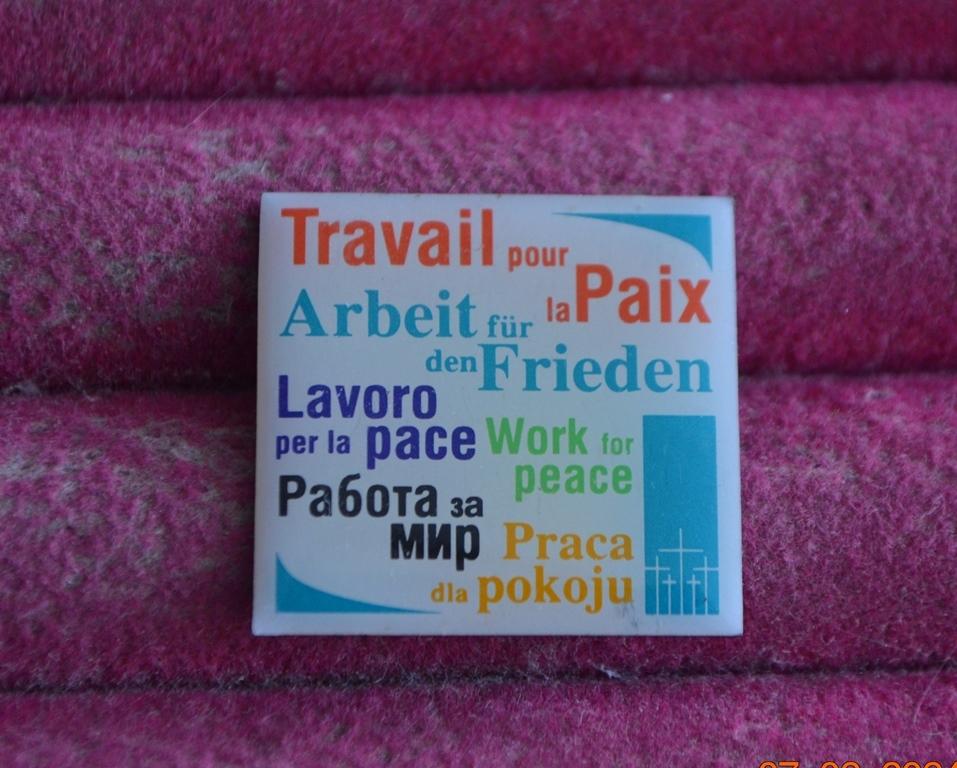 Travail pour
la Paix
Arbeit für
den Frieden
Lavoro
per la pace
Work for
peace
Работа за
мир
Praca
dla pokoju